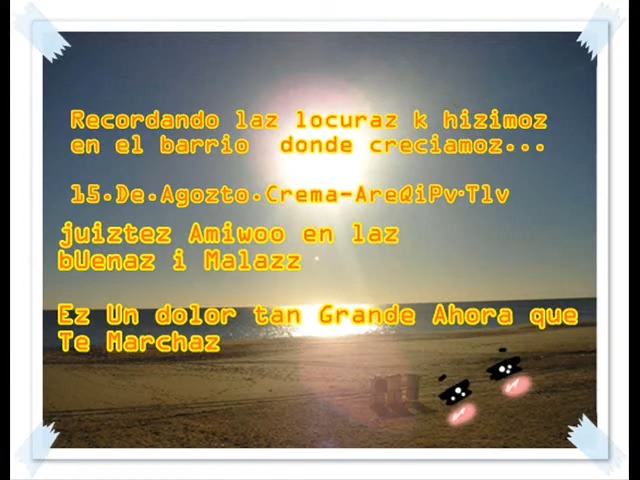 Recordando laz locuraz k hizimoz
en el barrio donde creciamoz...
15.De.Agozto.Crema-AreQiPv·Tlv
juiztez Amiwoo en laz
bUenaz i Malazz
Ez Un dolor tan Grande Ahora que
Te Marchaz